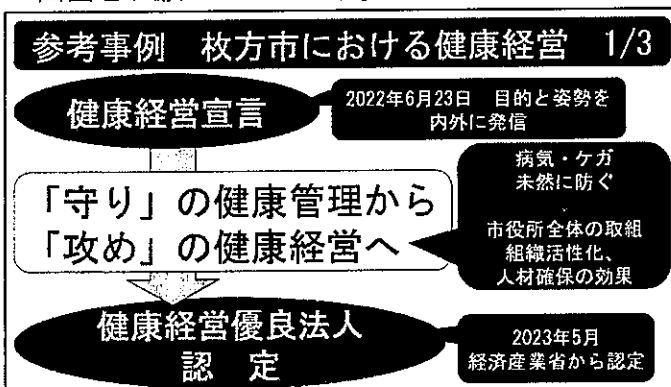 参考事例 枚方市における健康経営 1/3
健康経営宣言
2022年6月23日 目的と姿勢を
内外に発信
「守り」の健康管理から
「攻め」の健康経営へ
病気・ケガ
未然に防ぐ
市役所全体の取組
組織活性化、
人材確保の効果
健康経営優良法人
認 定
2023年5月
経済産業省から認定